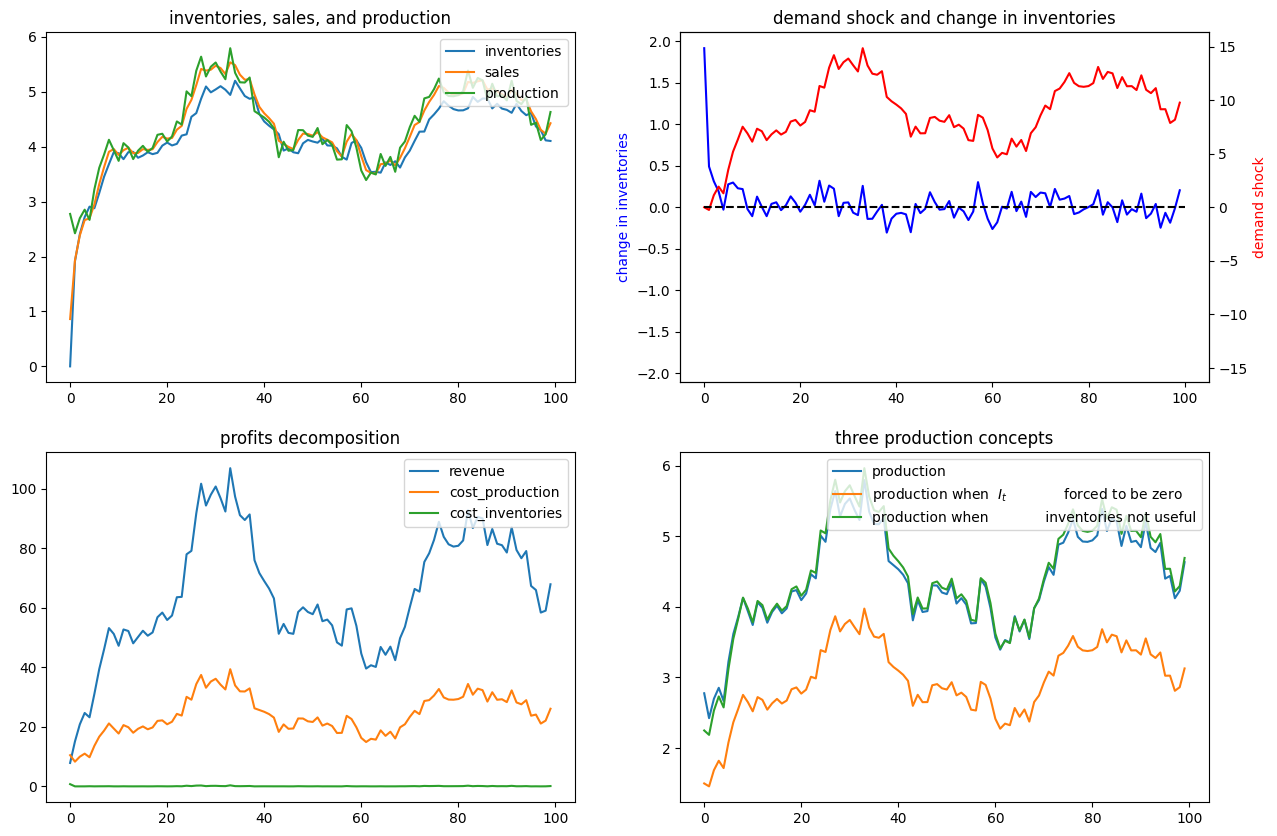 inventories, sales, and production
6
5
4
3
2
1
0
0 20 40 60 80 100
inventories
sales
production
demand shock and change in inventories
change in inventories
2.0
1.5
1.0
0.5
0.0
−0.5
−1.0
−1.5
−2.0
0 20 40 60 80 100
15
10
5
0
−5
−10
−15
demand shock
profits decomposition
100
80
60
40
20
0
0 20 40 60 80 100
revenue
cost_production
cost_inventories
three production concepts
6
5
4
3
2
0 20 40 60 80 100
production
production when I_t forced to be zero
production when inventories not useful